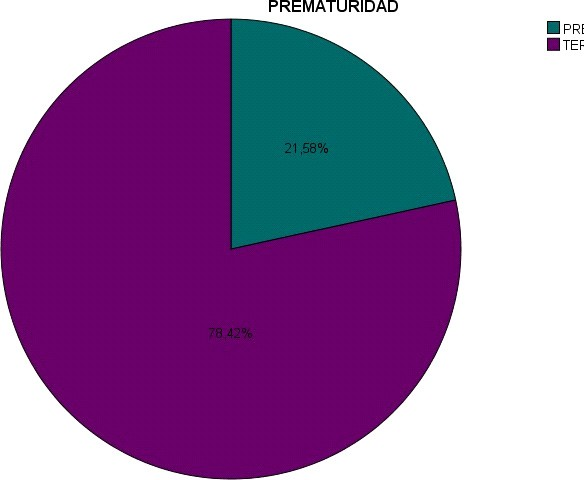 PREMATURIDAD
PRE
TER
21,58%
78,42%